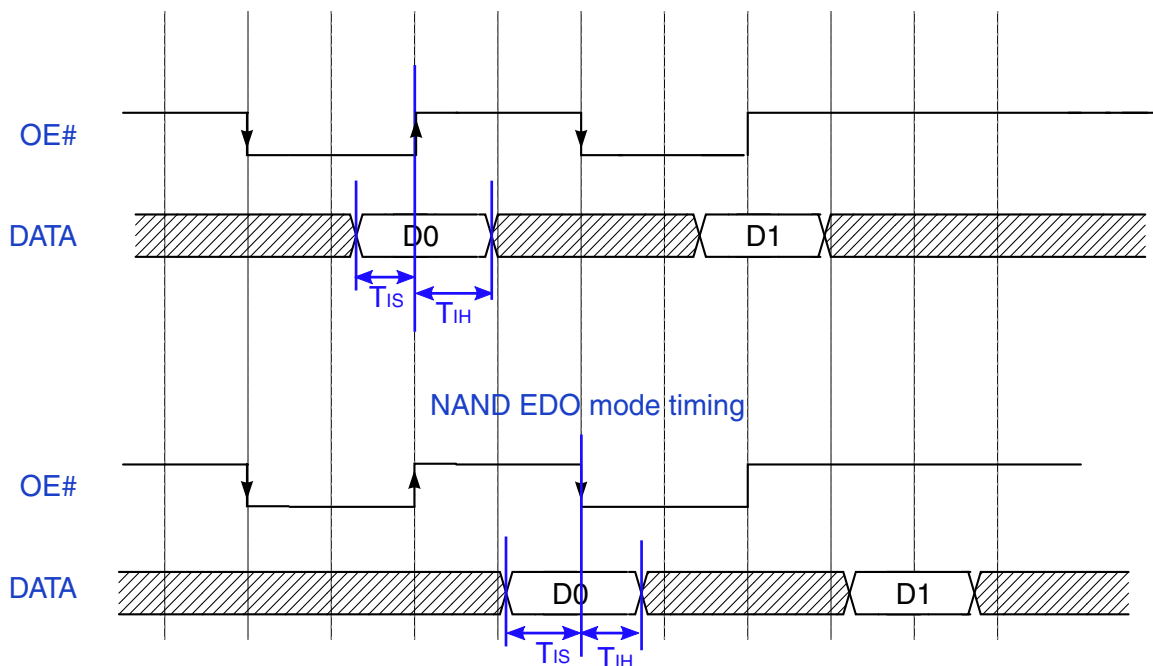 OE#
DATA
D0
D1
TIS
TIH
NAND EDO mode timing
OE#
DATA
D0
D1
TIS
TIH